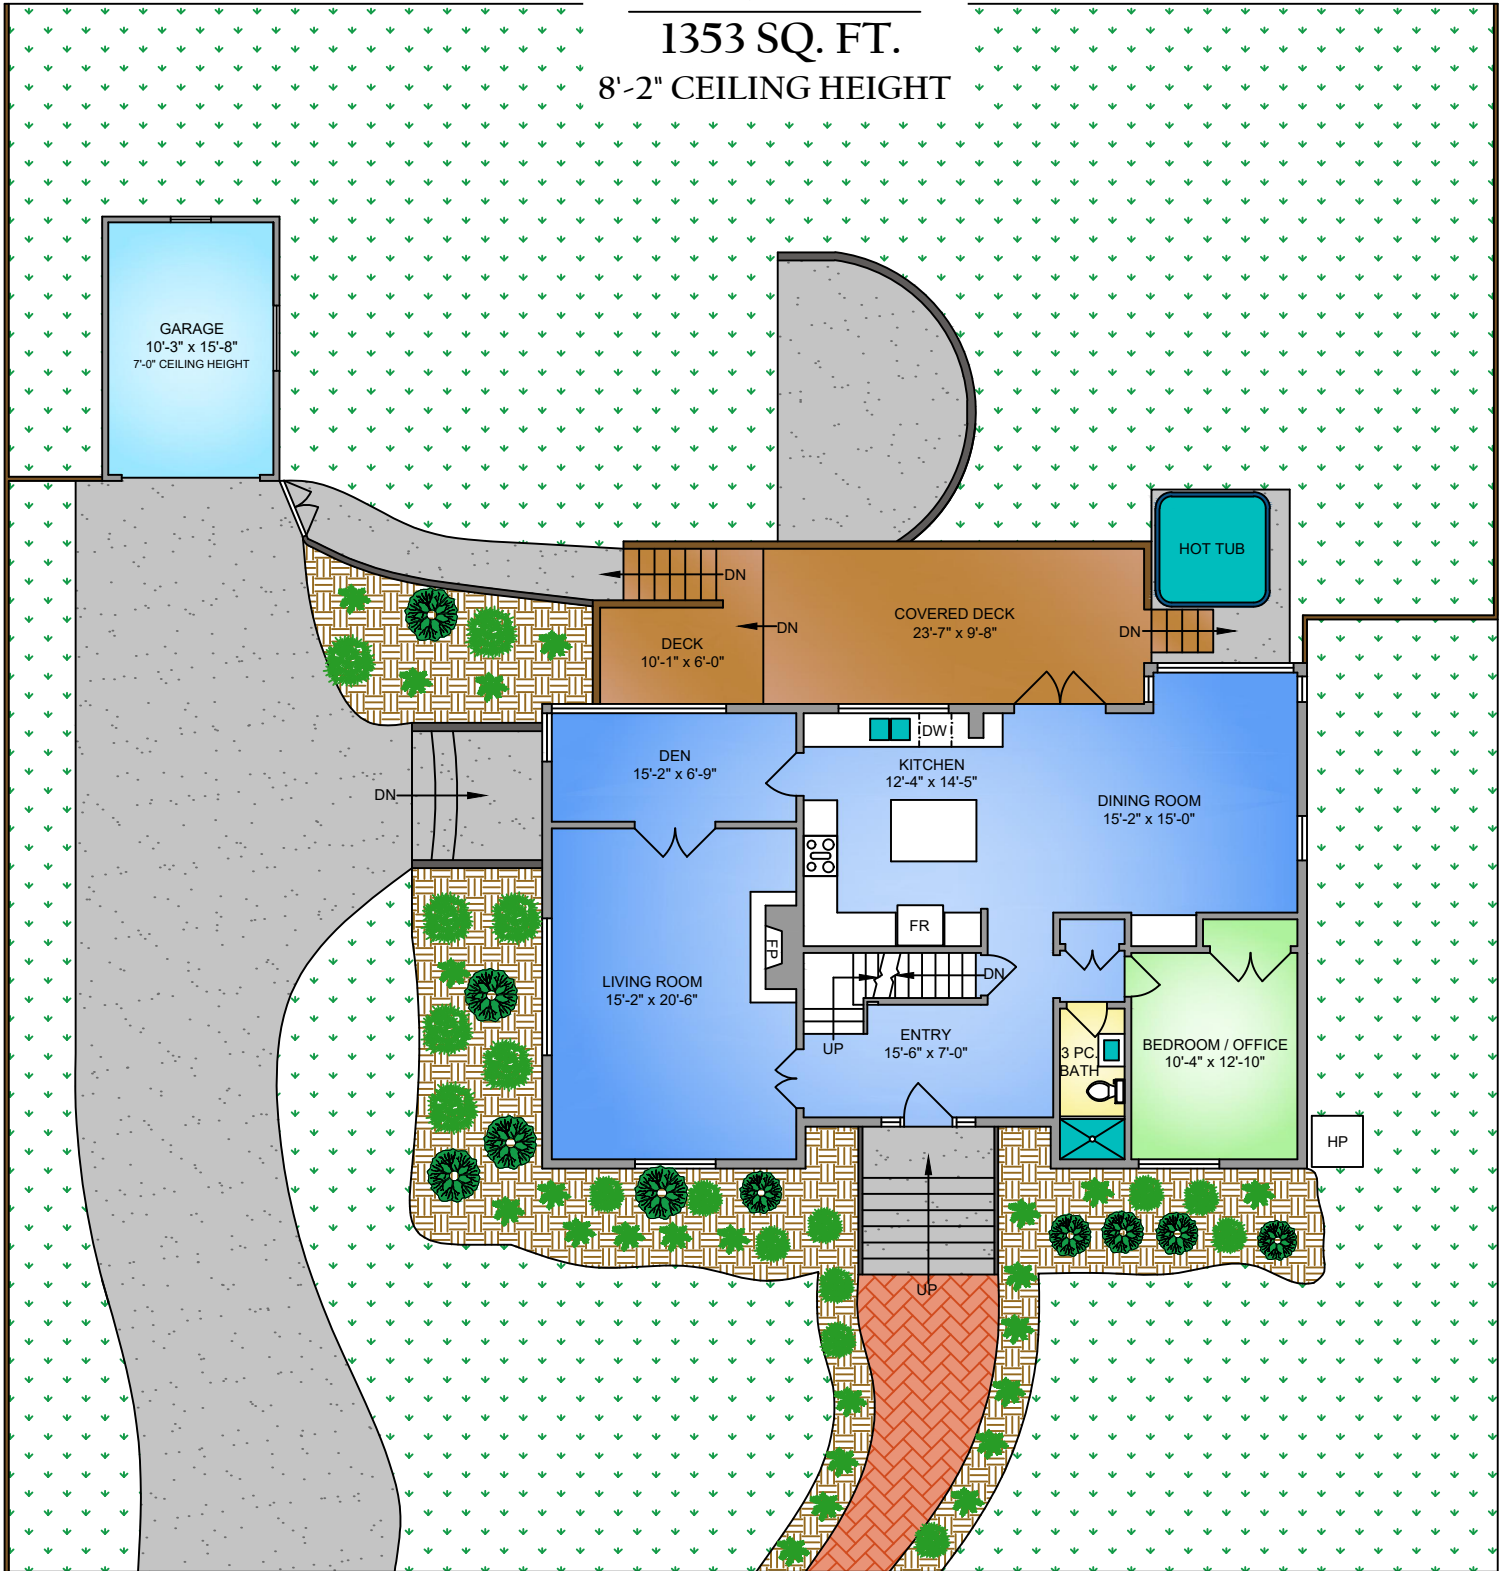 1353 SQ. FT.
8'-2" CEILING HEIGHT
GARAGE
10'-3" x 15'-8"
7'-0" CEILING HEIGHT
HOT TUB
DN
COVERED DECK
23'-7" x 9'-8"
DN
DN
DECK
10'-1" x 6'-0"
DW
DEN
15'-2" x 6'-9"
KITCHEN
12'-4" x 14'-5"
DN
DINING ROOM
15'-2" x 15'-0"
FR
FP
LIVING ROOM
15'-2" x 20'-6"
DN
ENTRY
15'-6" x 7'-0"
UP
3 PC.
BATH
BEDROOM / OFFICE
10'-4" x 12'-10"
HP
UP